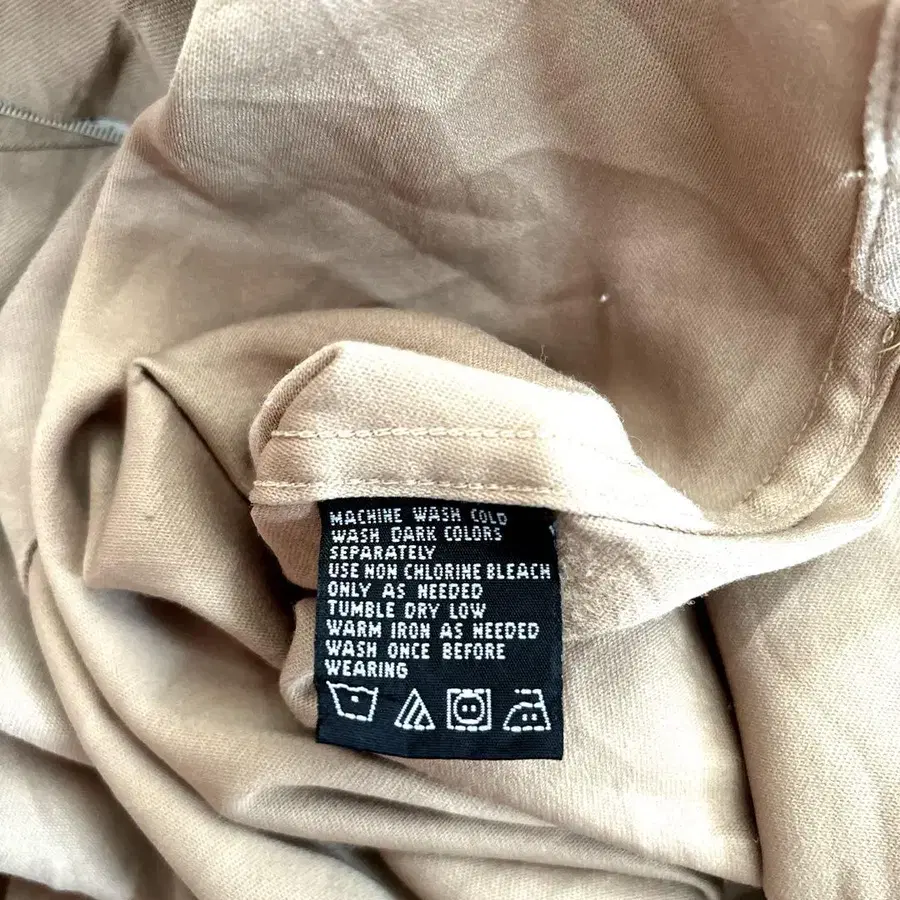 MACHINE WASH COLD
WASH DARK COLORS
SEPARATELY
USE NON CHLORINE BLEACH
ONLY AS NEEDED
TUMBLE DRY LOW
WARM IRON AS NEEDED
WASH ONCE BEFORE
WEARING